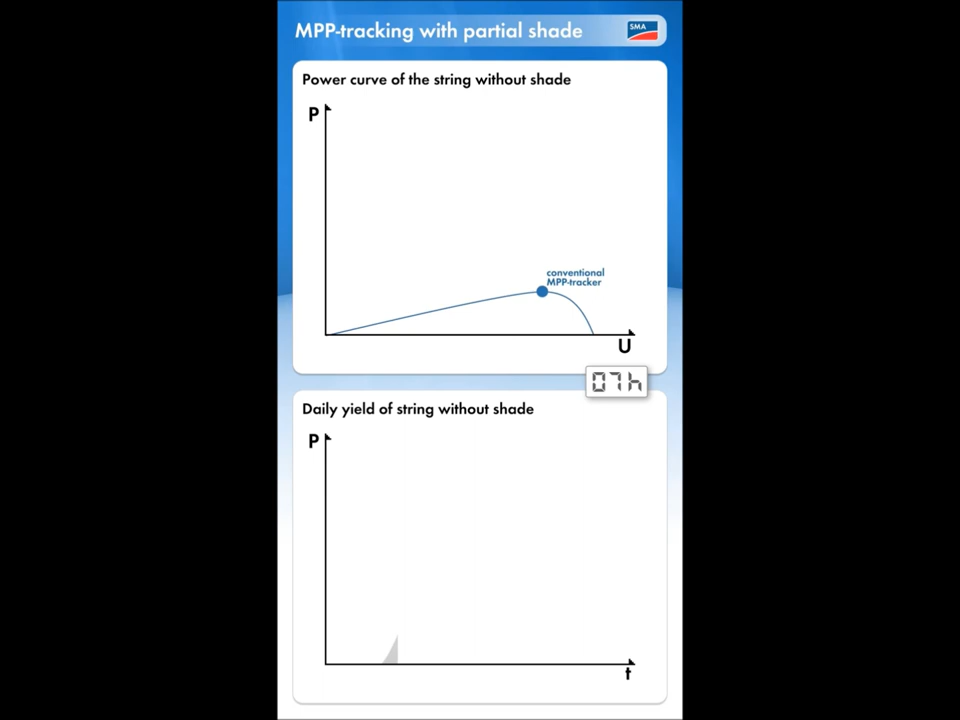 MPP-tracking with partial shade
SMA
Power curve of the string without shade
P
conventional
MPP-tracker
U
07h
Daily yield of string without shade
P
t